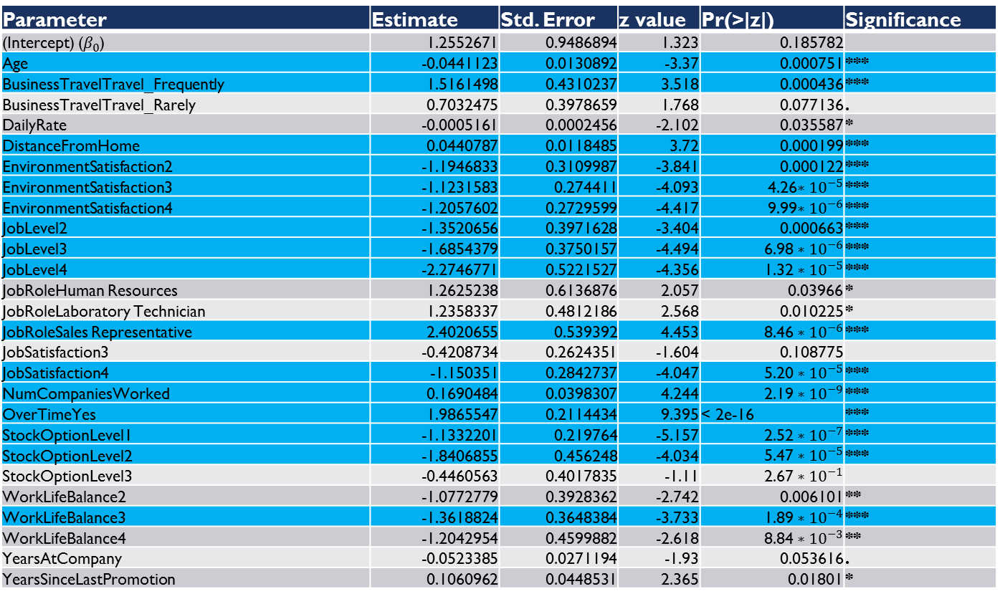 Parameter Estimate Std. Error z value Pr(>|z|) Significance
(Intercept) (β₀) 1.2552671 0.9486894 1.323 0.185782
Age -0.0441123 0.0130892 -3.37 0.000751 ***
BusinessTravelTravel_Frequently 1.5161498 0.4310237 3.518 0.000436 ***
BusinessTravelTravel_Rarely 0.7032475 0.3978659 1.768 0.077136 .
DailyRate -0.0005161 0.0002456 -2.102 0.035587 *
DistanceFromHome 0.0440787 0.0118485 3.72 0.000199 ***
EnvironmentSatisfaction2 -1.1946833 0.3109987 -3.841 0.000122 ***
EnvironmentSatisfaction3 -1.1231583 0.274411 -4.093 4.26 * 10⁻⁵ ***
EnvironmentSatisfaction4 -1.2057602 0.2729599 -4.417 9.99 * 10⁻⁶ ***
JobLevel2 -1.3520656 0.3971628 -3.404 0.000663 ***
JobLevel3 -1.6854379 0.3750157 -4.494 6.98 * 10⁻⁶ ***
JobLevel4 -2.2746771 0.5221527 -4.356 1.32 * 10⁻⁵ ***
JobRoleHuman Resources 1.2625238 0.6136876 2.057 0.03966 *
JobRoleLaboratory Technician 1.2358337 0.4812186 2.568 0.010225 *
JobRoleSales Representative 2.4020655 0.539392 4.453 8.46 * 10⁻⁶ ***
JobSatisfaction3 -0.4208734 0.2624351 -1.604 0.108775
JobSatisfaction4 -1.150351 0.2842737 -4.047 5.20 * 10⁻⁵ ***
NumCompaniesWorked 0.1690484 0.0398307 4.244 2.19 * 10⁻⁹ ***
OverTimeYes 1.9865547 0.2114434 9.395 < 2e-16 ***
StockOptionLevel1 -1.1332201 0.219764 -5.157 2.52 * 10⁻⁷ ***
StockOptionLevel2 -1.8406855 0.456248 -4.034 5.47 * 10⁻⁵ ***
StockOptionLevel3 -0.4460563 0.4017835 -1.11 2.67 * 10⁻¹
WorkLifeBalance2 -1.0772779 0.3928362 -2.742 0.006101 **
WorkLifeBalance3 -1.3618824 0.3648384 -3.733 1.89 * 10⁻⁴ ***
WorkLifeBalance4 -1.2042954 0.4599882 -2.618 8.84 * 10⁻³ **
YearsAtCompany -0.0523385 0.0271194 -1.93 0.053616 .
YearsSinceLastPromotion 0.1060962 0.0448531 2.365 0.01801 *